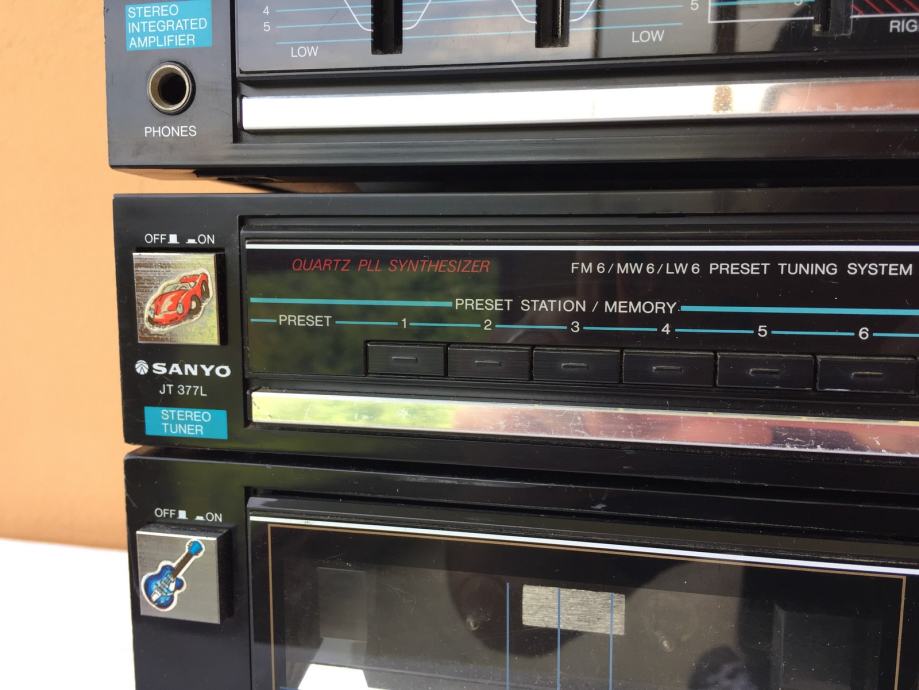 STEREO
INTEGRATED
AMPLIFIER
4
5
LOW
LOW
5
PHONES
OFF ON
QUARTZ PLL SYNTHESIZER
FM 6 / MW 6 / LW 6 PRESET TUNING SYSTEM
PRESET STATION / MEMORY
PRESET 1 2 3 4 5 6
SANYO
JT 377L
STEREO
TUNER
OFF ON